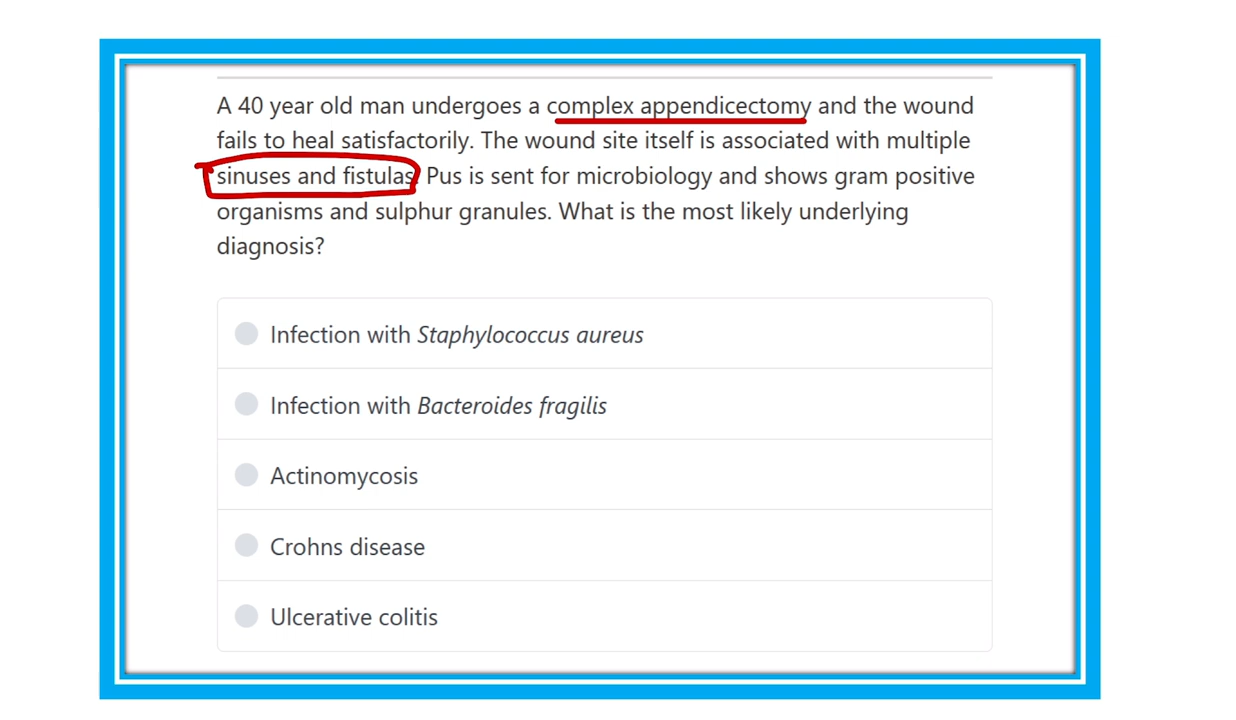 A 40 year old man undergoes a complex appendicectomy and the wound
fails to heal satisfactorily. The wound site itself is associated with multiple
sinuses and fistulas. Pus is sent for microbiology and shows gram positive
organisms and sulphur granules. What is the most likely underlying
diagnosis?
Infection with Staphylococcus aureus
Infection with Bacteroides fragilis
Actinomycosis
Crohns disease
Ulcerative colitis